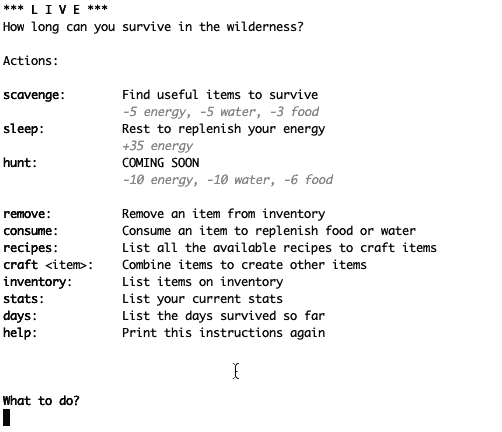 *** L I V E ***
How long can you survive in the wilderness?
Actions:
scavenge: Find useful items to survive
-5 energy, -5 water, -3 food
sleep: Rest to replenish your energy
+35 energy
hunt: COMING SOON
-10 energy, -10 water, -6 food
remove: Remove an item from inventory
consume: Consume an item to replenish food or water
recipes: List all the available recipes to craft items
craft <item>: Combine items to create other items
inventory: List items on inventory
stats: List your current stats
days: List the days survived so far
help: Print this instructions again
What to do?